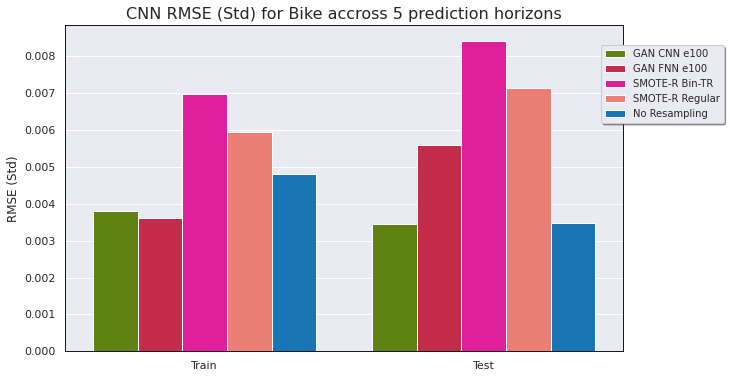 CNN RMSE (Std) for Bike accross 5 prediction horizons
RMSE (Std)
0.008
0.007
0.006
0.005
0.004
0.003
0.002
0.001
0.000
Train
Test
GAN CNN e100
GAN FNN e100
SMOTE-R Bin-TR
SMOTE-R Regular
No Resampling